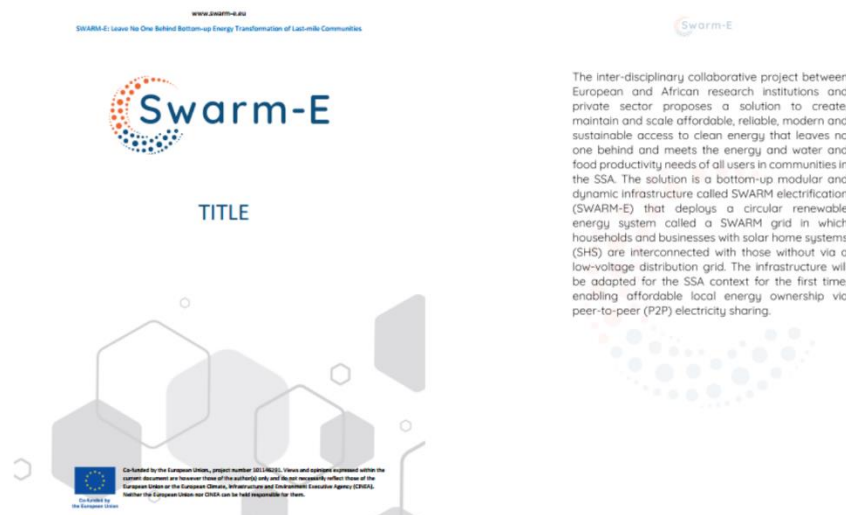 www.swarm-e.eu
SWARM-E: Leave No One Behind Bottom-up Energy Transformation of Last-mile Communities
Swarm-E
TITLE
Co-funded by the European Union., project number 101146201. Views and opinions expressed within the
current document are however those of the author(s) only and do not necessarily reflect those of the
European Union or the European Climate, Infrastructure and Environment Executive Agency (CINEA).
Neither the European Union nor CINEA can be held responsible for them.
Co-funded by
the European Union
Swarm-E
The inter-disciplinary collaborative project between
European and African research institutions and
private sector proposes a solution to create,
maintain and scale affordable, reliable, modern and
sustainable access to clean energy that leaves no
one behind and meets the energy and water and
food productivity needs of all users in communities in
the SSA. The solution is a bottom-up modular and
dynamic infrastructure called SWARM electrification
(SWARM-E) that deploys a circular renewable
energy system called a SWARM grid in which
households and businesses with solar home systems
(SHS) are interconnected with those without via a
low-voltage distribution grid. The infrastructure will
be adapted for the SSA context for the first time,
enabling affordable local energy ownership via
peer-to-peer (P2P) electricity sharing.